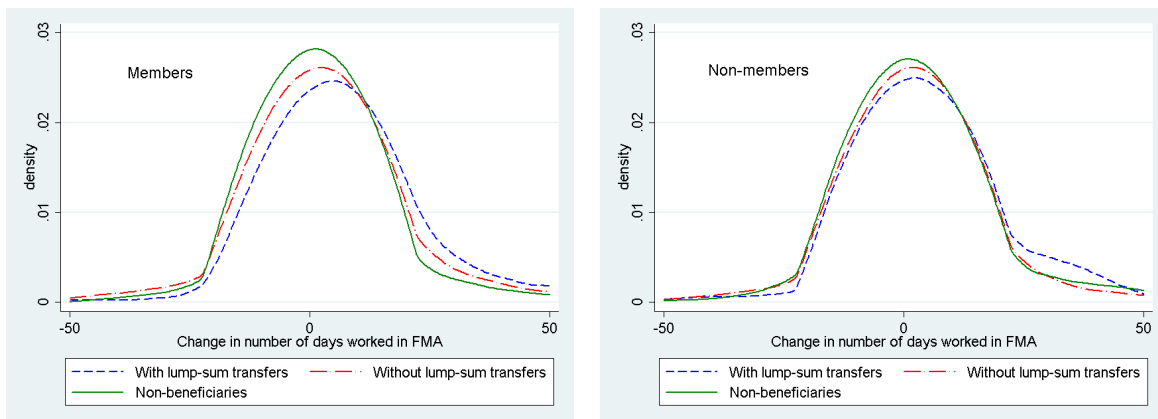 .03
Members
.02
density
.01
0
-50 0 50
Change in number of days worked in FMA
With lump-sum transfers Without lump-sum transfers
Non-beneficiaries
.03
Non-members
.02
density
.01
0
-50 0 50
Change in number of days worked in FMA
With lump-sum transfers Without lump-sum transfers
Non-beneficiaries